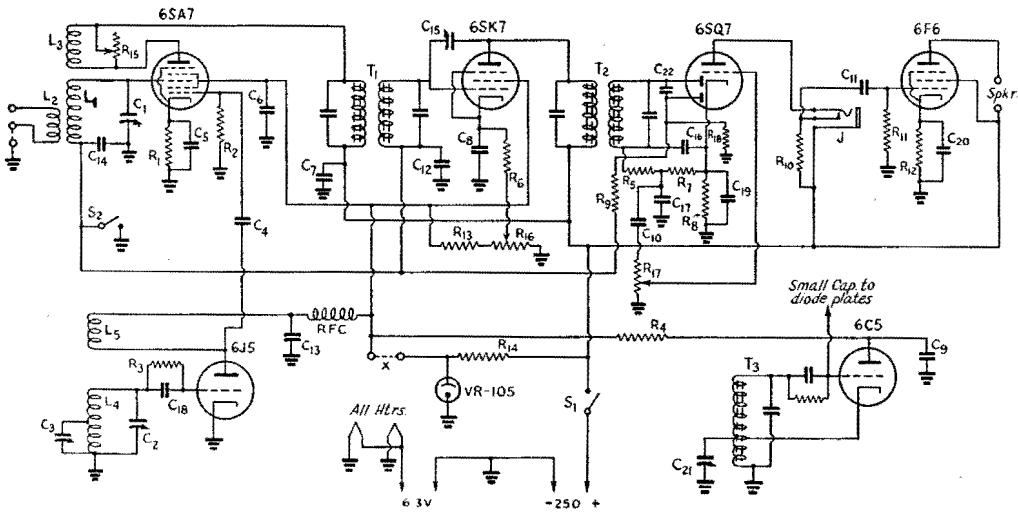 6SA7
6SK7
6SQ7
6F6
L3
R15
C15
T1
T2
C22
C11
Spkr.
L2
L1
C1
C6
C5
R1
R2
C14
C7
C12
C8
R6
C16
R18
R5
R7
R9
C17
C10
R8
C19
R10
J
R11
R12
C20
S2
C4
R13
R16
R17
Small Cap. to
diode plates
L5
RFC
C13
R4
6C5
C9
6J5
R3
L4
C18
C3
C2
X
R14
VR-105
S1
T3
All Htrs.
C21
6 3V
-250 +